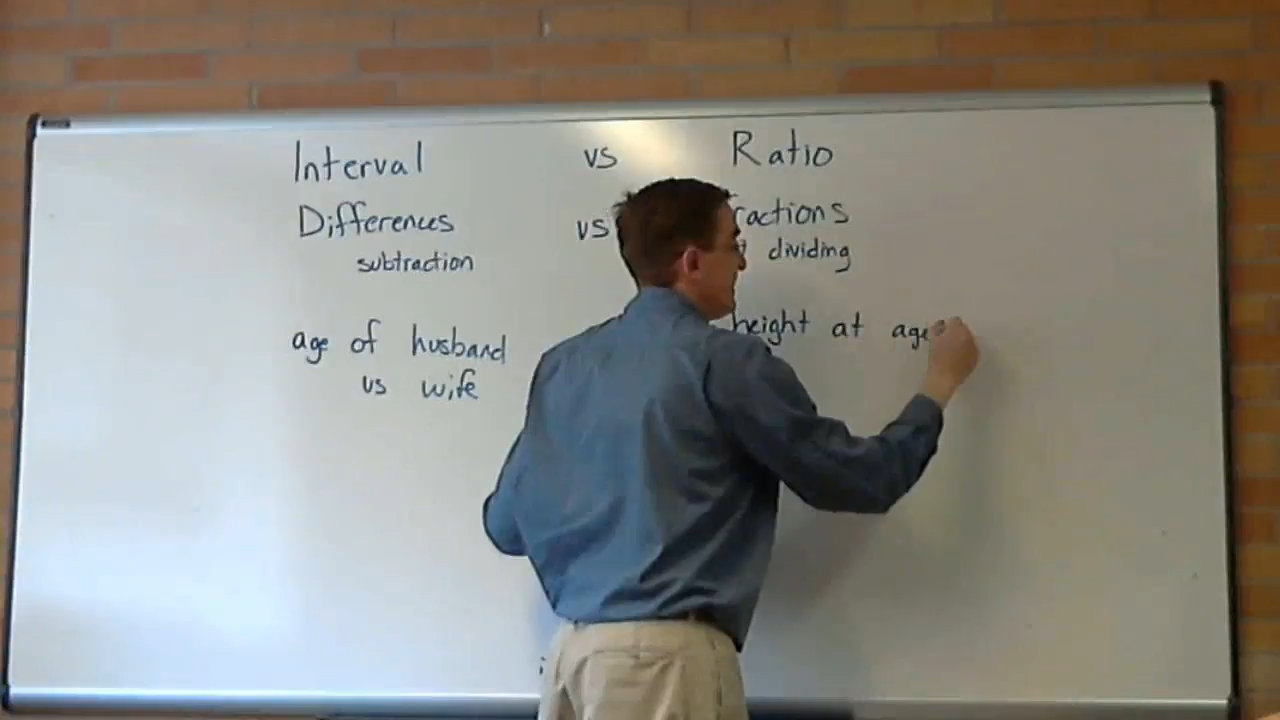 Interval vs Ratio
Differences vs ractions
subtraction dividing
age of husband height at age
vs wife